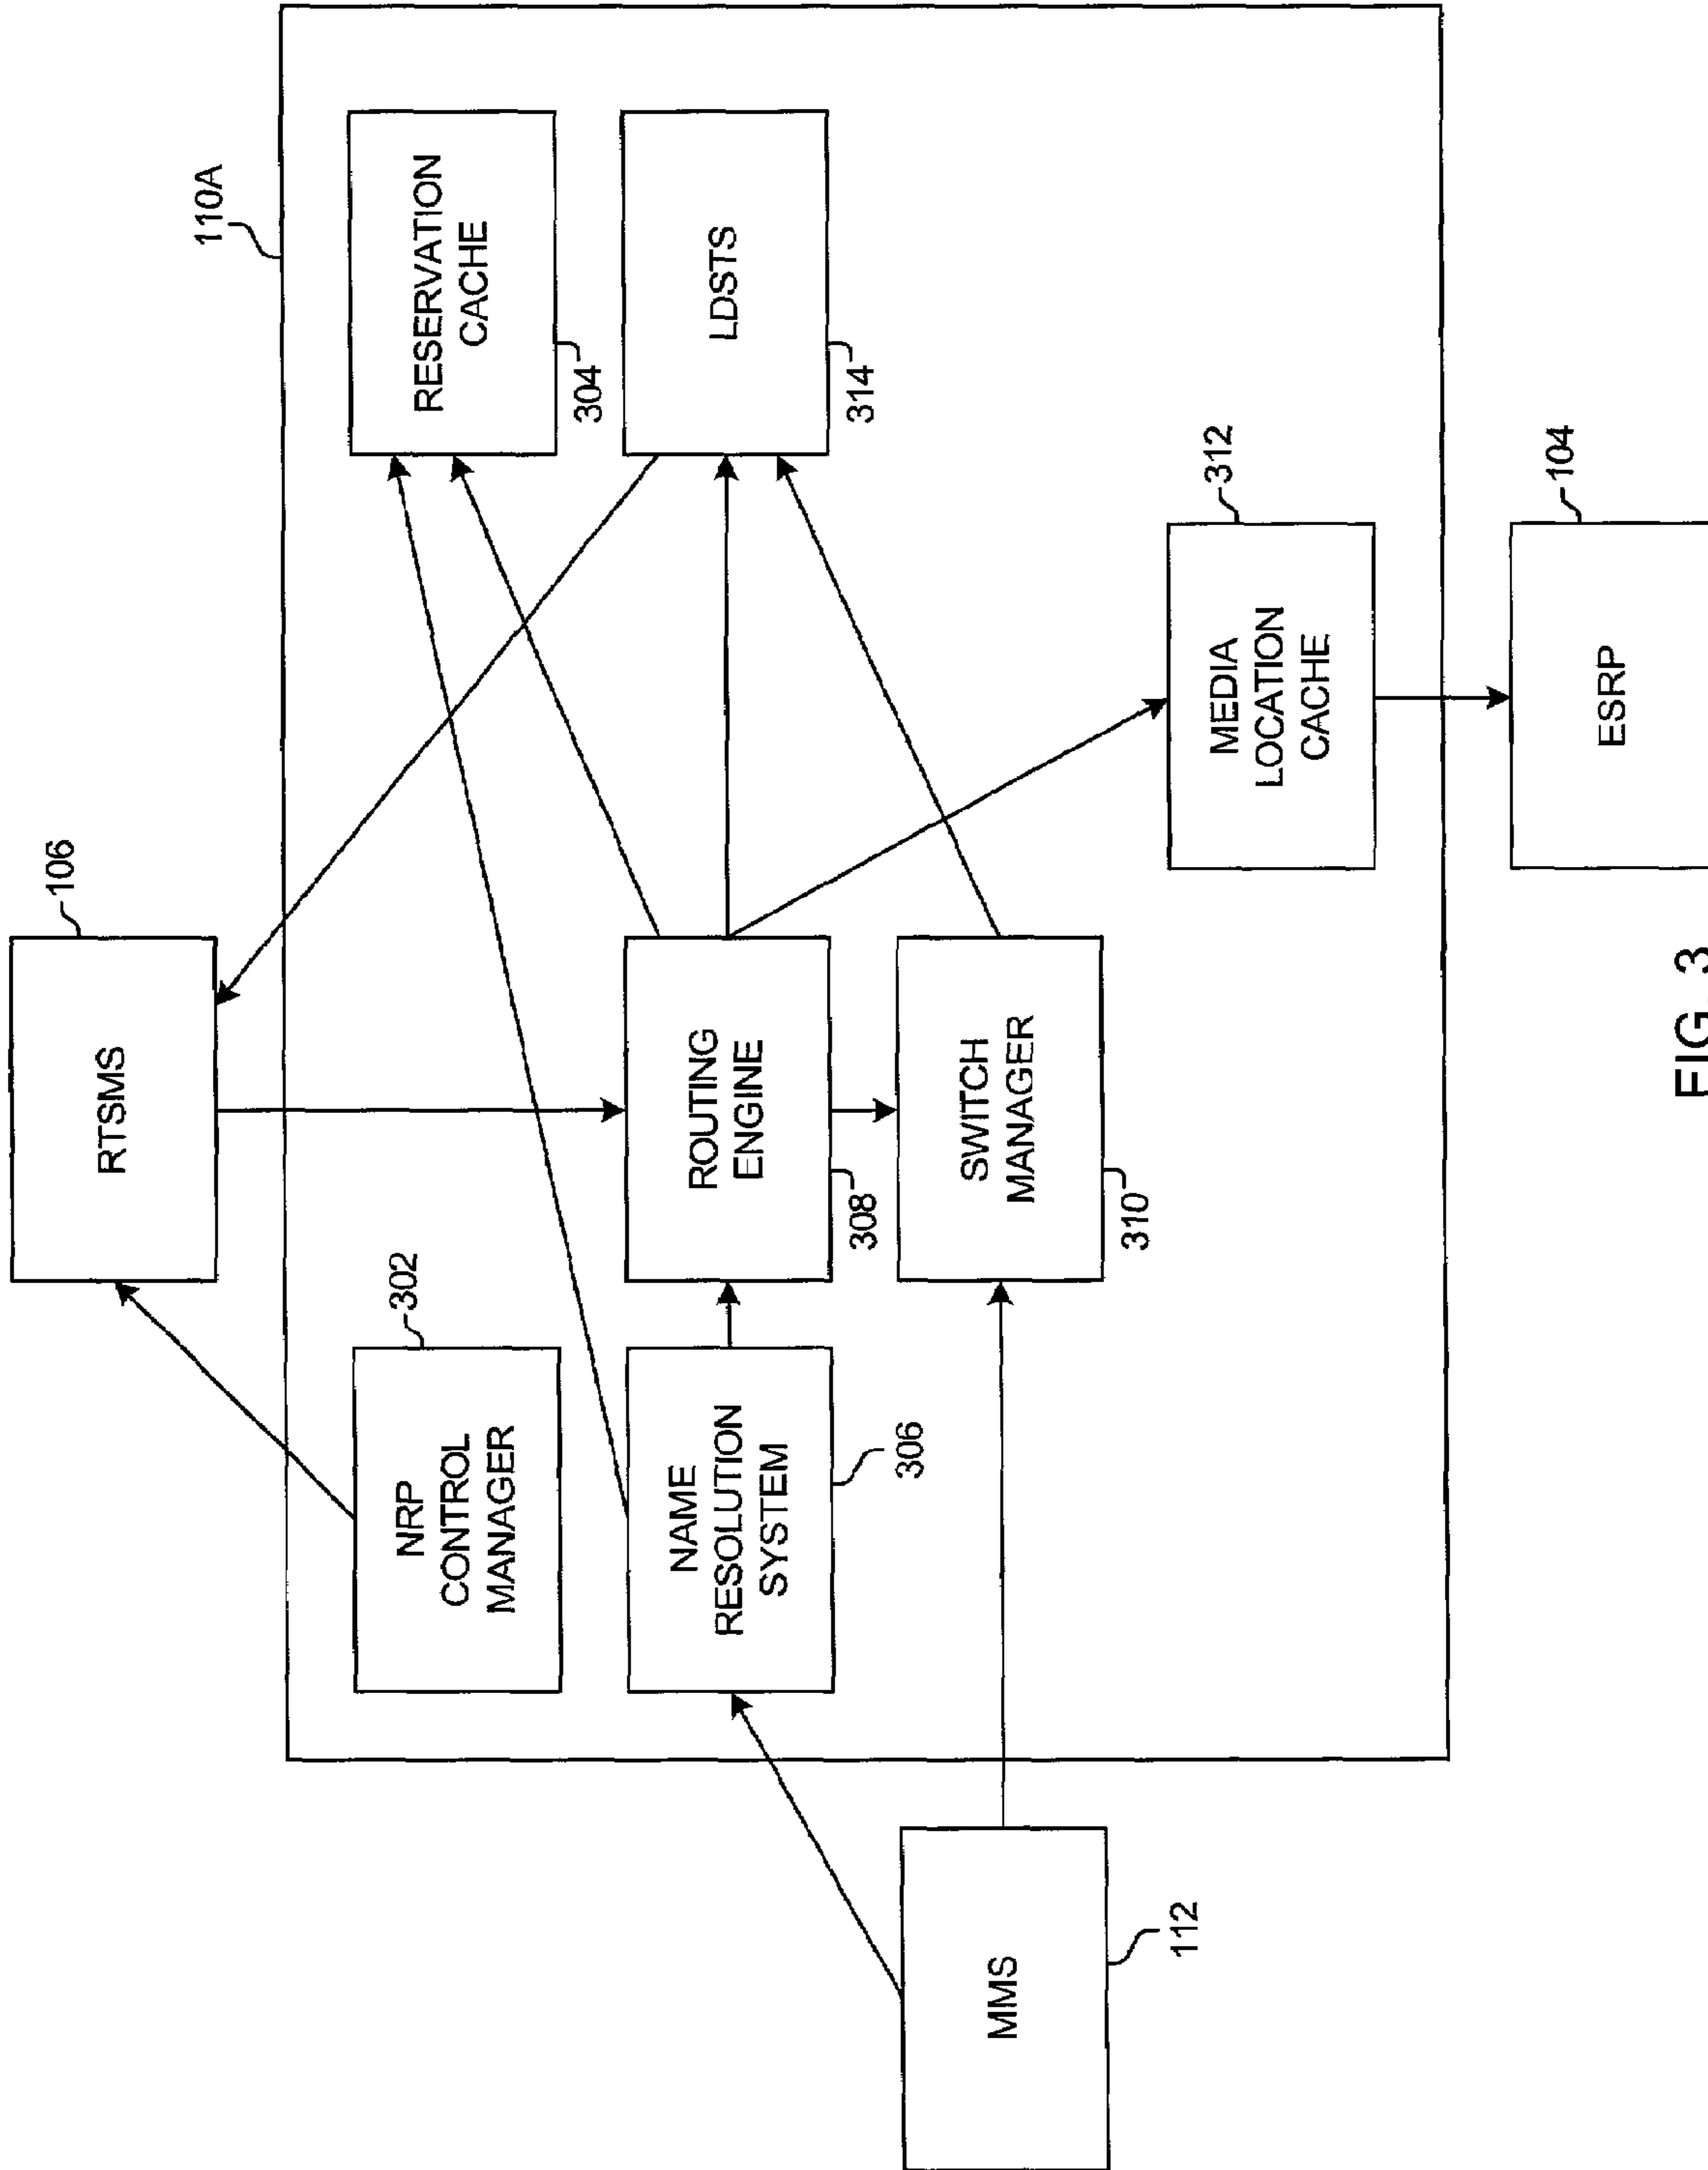 106
RTSMS
110A
302
NRP
CONTROL
MANAGER
RESERVATION
CACHE
304
NAME
RESOLUTION
SYSTEM
306
ROUTING
ENGINE
308
LDSTS
314
MMS
112
SWITCH
MANAGER
310
312
MEDIA
LOCATION
CACHE
104
ESRP
FIG. 3